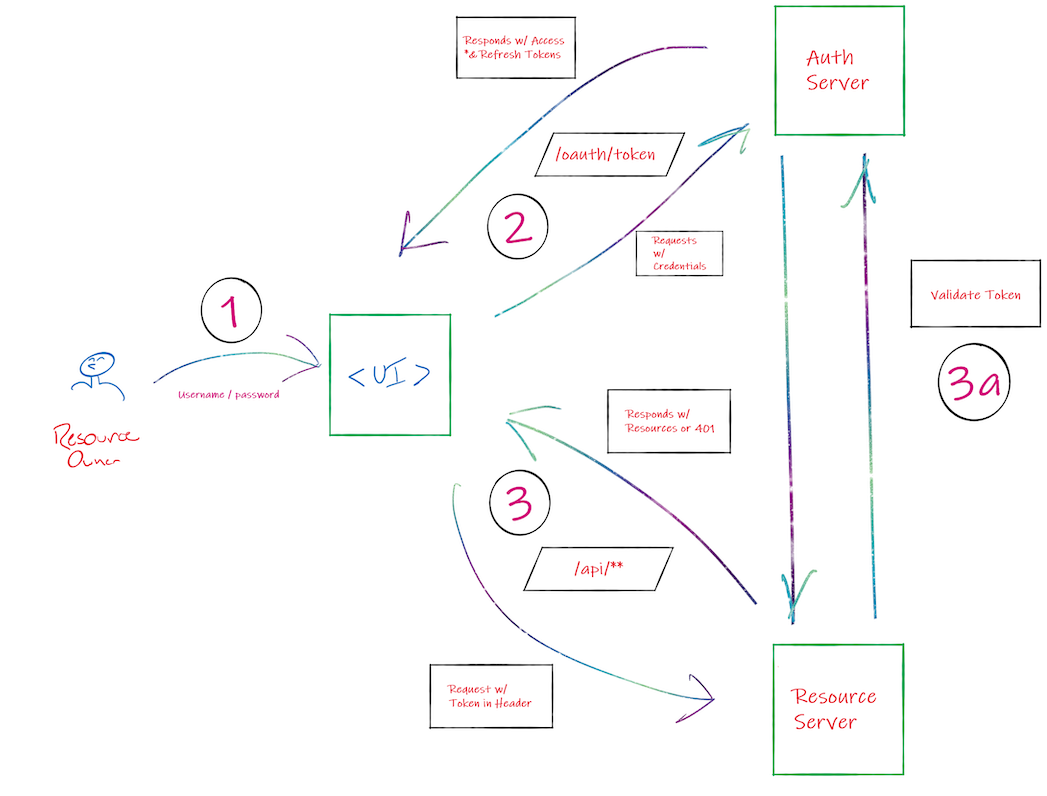 Responds w/ Access
*& Refresh Tokens
Auth
Server
/oauth/token
2
Requests
w/
Credentials
1
Username / password
Resource
Owner
<UI>
Validate Token
3a
Responds w/
Resources or 401
3
/api/**
Request w/
Token in Header
Resource
Server